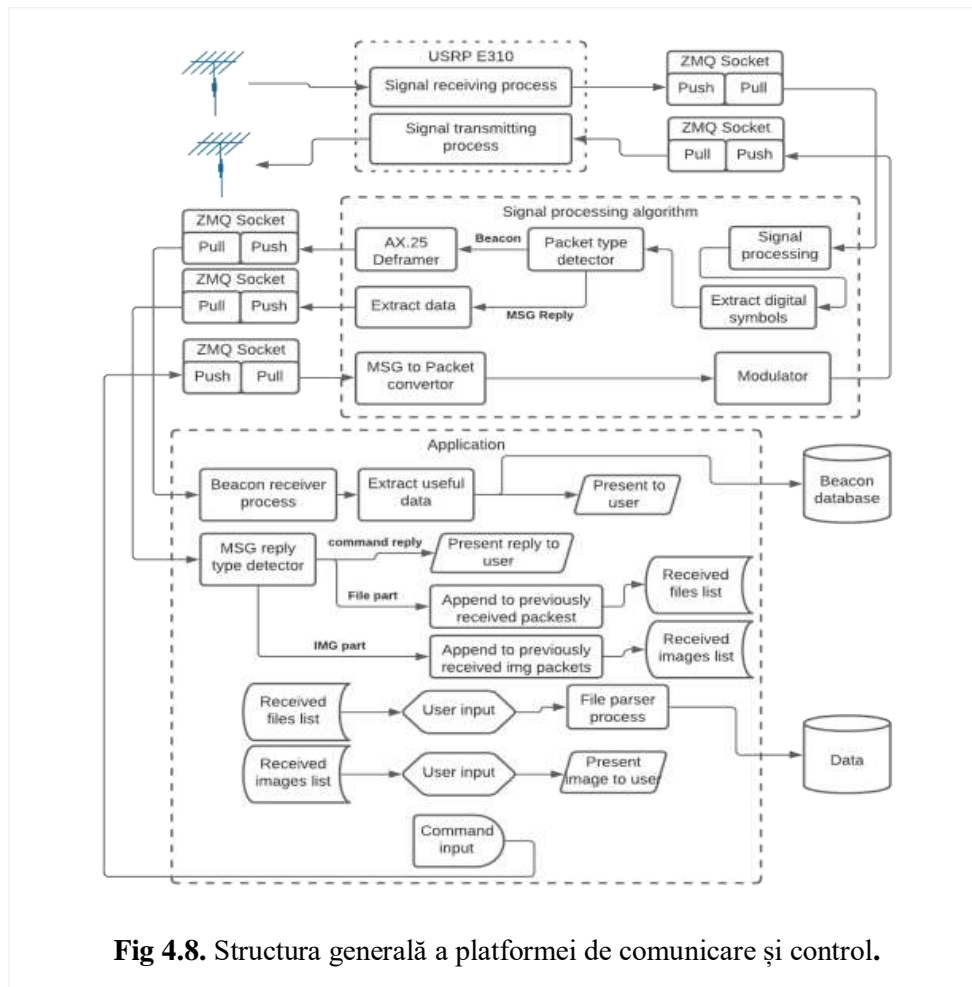 USRP E310
Signal receiving process
ZMQ Socket
Push Pull
Signal transmitting
process
ZMQ Socket
Pull Push
Signal processing algorithm
ZMQ Socket
Pull Push
AX.25
Deframer
Beacon
Packet type
detector
Signal
processing
ZMQ Socket
Pull Push
Extract data
MSG Reply
Extract digital
symbols
ZMQ Socket
Push Pull
MSG to Packet
convertor
Modulator
Application
Beacon receiver
process
Extract useful
data
Present to
user
Beacon
database
MSG reply
type detector
command reply
Present reply to
user
File part
Append to previously
received packest
Received
files list
IMG part
Append to previously
received img packets
Received
images list
Received
files list
User input
File parser
process
Received
images list
User input
Present
image to user
Data
Command
input
Fig 4.8. Structura generală a platformei de comunicare și control.